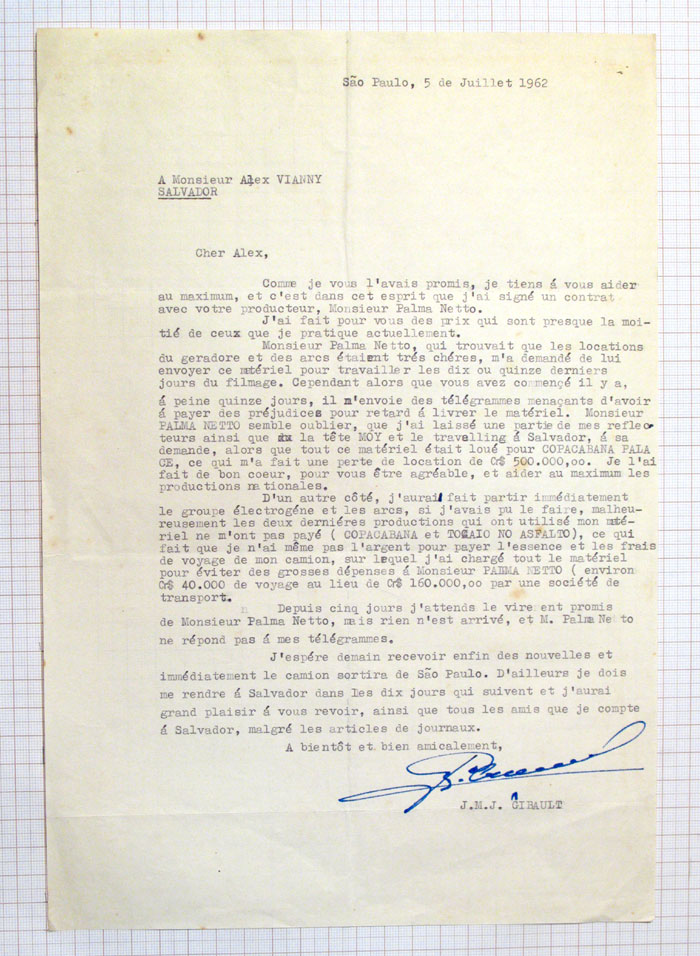 São Paulo, 5 de Juillet 1962
A Monsieur Alex VIANNY
SALVADOR
Cher Alex,
Comme je vous l'avais promis, je tiens á vous aider
au maximum, et c'est dans cet esprit que j'ai signé un contrat
avec votre producteur, Monsieur Palma Netto.
J'ai fait pour vous des prix qui sont presque la moi-
tié de ceux que je pratique actuellement.
Monsieur Palma Netto, qui trouvait que les locations
du geradore et des arcs étaient trés chéres, m'a demandé de lui
envoyer ce matériel pour travailler les dix ou quinze derniers
jours du filmage. Cependant alors que vous avez commençé il y a,
á peine quinze jours, il m'envoie des télégrammes menaçants d'avoir
á payer des préjudices pour retard á livrer le matériel. Monsieur
PALMA NETTO semble oublier, que j'ai laissé une partie de mes reflec-
teurs ainsi que la tête MOY et le travelling á Salvador, á sa
demande, alors que tout ce matériel était loué pour COPACABANA PALA
CE, ce qui m'a fait une perte de location de Cr$ 500.000,oo. Je l'ai
fait de bon coeur, pour vous être agréable, et aider au maximum les
productions nationales.
D'un autre côté, j'aurai fait partir immédiatement
le groupe électrogéne et les arcs, si j'avais pu le faire, malheu-
reusement les deux derniéres productions qui ont utilisé mon maté-
riel ne m'ont pas payé ( COPACABANA et TOCAIO NO ASFALTO), ce qui
fait que je n'ai même pas l'argent pour payer l'essence et les frais
de voyage de mon camion, sur lequel j'ai chargé tout le matériel
pour éviter des grosses dépenses á Monsieur PALMA NETTO ( environ
Cr$ 40.000 de voyage au lieu de Cr$ 160.000,oo par une société de
transport.
Depuis cinq jours j'attends le virement promis
de Monsieur Palma Netto, mais rien n'est arrivé, et M. Palma Netto
ne répond pas á mes télégrammes.
J'espére demain recevoir enfin des nouvelles et
immédiatement le camion sortira de São Paulo. D'ailleurs je dois
me rendre á Salvador dans les dix jours qui suivent et j'aurai
grand plaisir á vous revoir, ainsi que tous les amis que je compte
á Salvador, malgré les articles de journaux.
A bientôt et bien amicalement,
J.M.J. GIBAULT